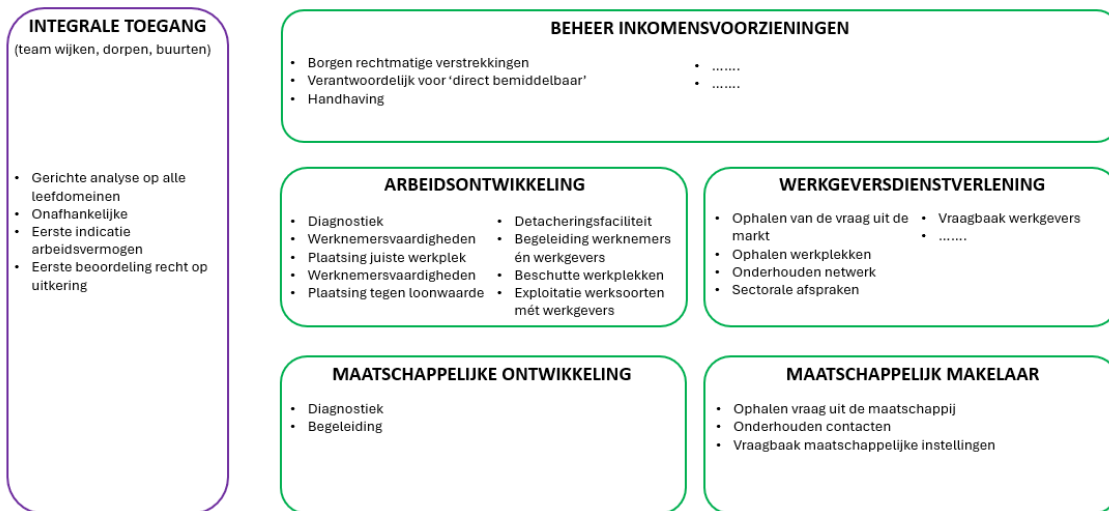 INTEGRALE TOEGANG
(team wijken, dorpen, buurten)
• Gerichte analyse op alle
leefdomeinen
• Onafhankelijke
• Eerste indicatie
arbeidsvermogen
• Eerste beoordeling recht op
uitkering
BEHEER INKOMENSVOORZIENINGEN
• Borgen rechtmatige verstrekkingen
• Verantwoordelijk voor ‘direct bemiddelbaar’
• Handhaving
• .......
• .......
ARBEIDSONTWIKKELING
• Diagnostiek
• Werknemersvaardigheden
• Plaatsing juiste werkplek
• Werknemersvaardigheden
• Plaatsing tegen loonwaarde
• Detacheringsfaciliteit
• Begeleiding werknemers
én werkgevers
• Beschutte werkplekken
• Exploitatie werksoorten
mét werkgevers
WERKGEVERSDIENSTVERLENING
• Ophalen van de vraag uit de
markt
• Ophalen werkplekken
• Onderhouden netwerk
• Sectorale afspraken
• Vraagbaak werkgevers
• .......
MAATSCHAPPELIJKE ONTWIKKELING
• Diagnostiek
• Begeleiding
MAATSCHAPPELIJK MAKELAAR
• Ophalen vraag uit de maatschappij
• Onderhouden contacten
• Vraagbaak maatschappelijke instellingen